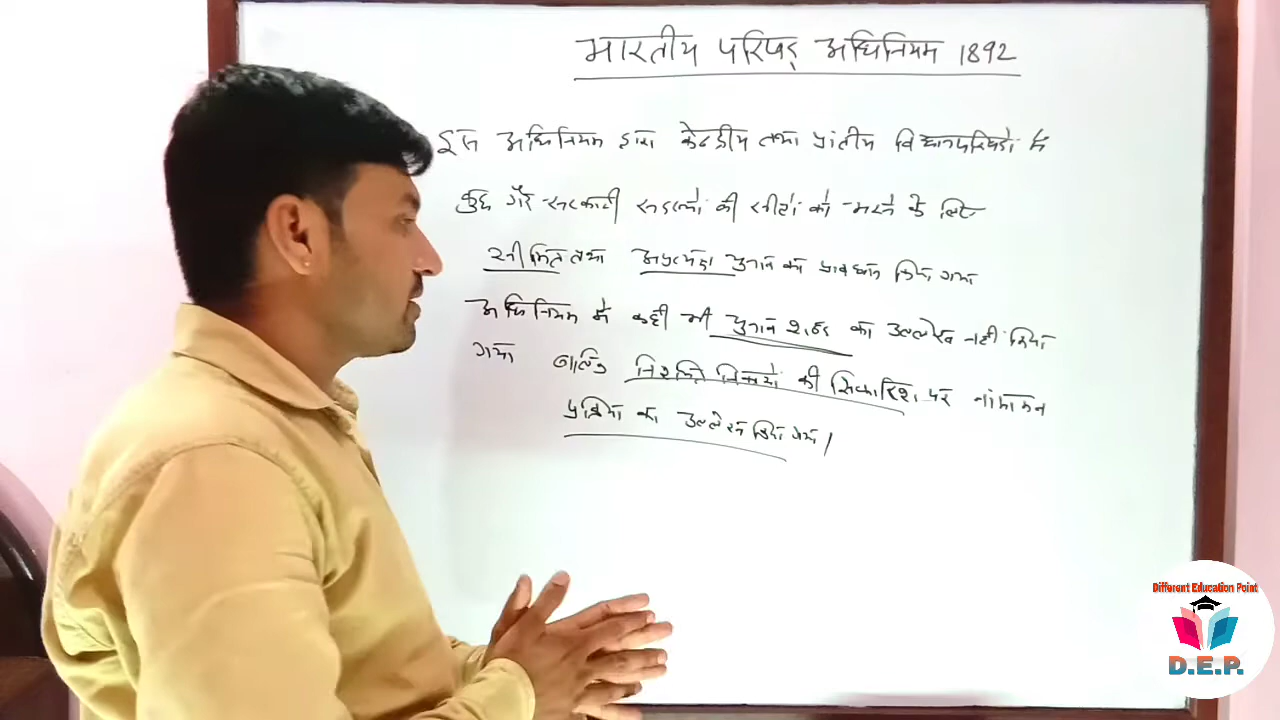 भारतीय परिषद् अधिनियम 1892
इस अधिनियम द्वारा केन्द्रीय तथा प्रांतीय विधानपरिषदों मे
कुछ गैर-सरकारी सदस्यों की सीटों को भरने के लिए
सीमित तथा अप्रत्यक्ष चुनाव का प्रावधान किया गया
अधिनियम मे कहीं भी चुनाव शब्द का उल्लेख नही किया
गया बल्कि निश्चित निकायों की सिफारिश पर नांमाकन
प्रक्रिया का उल्लेख किया गया।
Different Education Point
D.E.P.